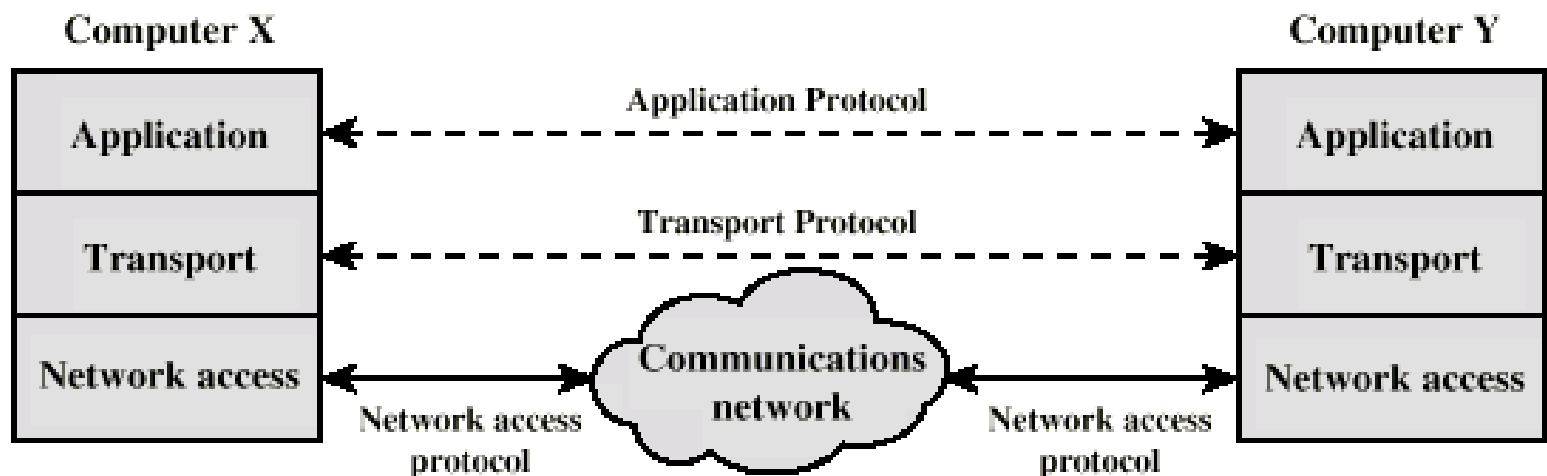 Computer X
Computer Y
Application
Application Protocol
Application
Transport
Transport Protocol
Transport
Network access
Communications
network
Network access
Network access
protocol
Network access
protocol